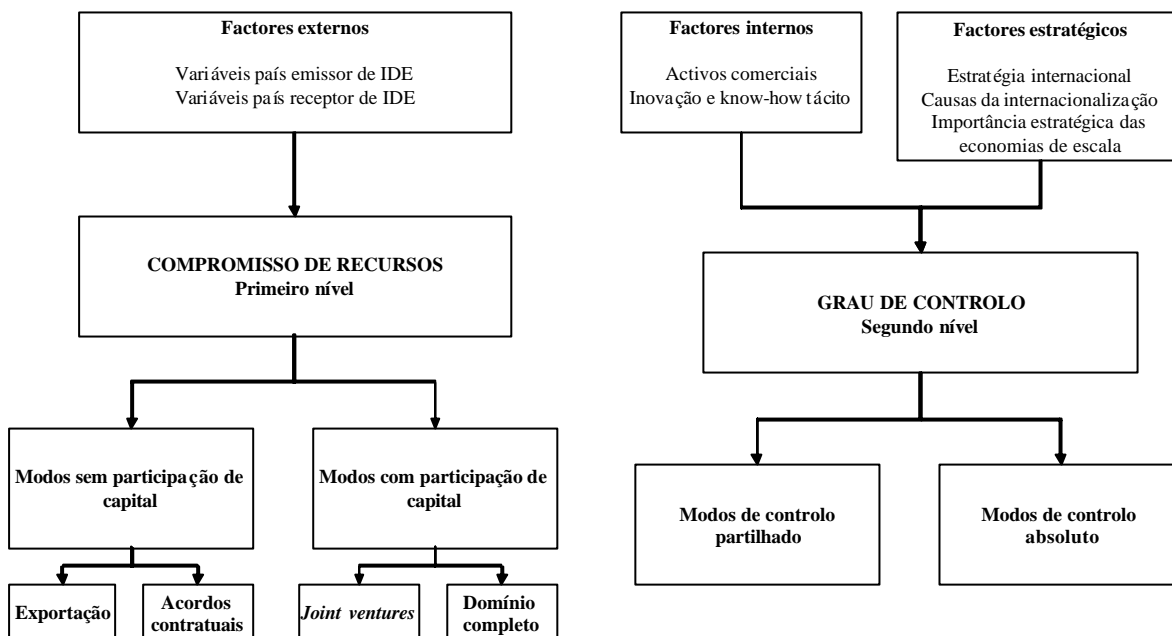 Factores externos
Variáveis país emissor de IDE
Variáveis país receptor de IDE
Factores internos
Activos comerciais
Inovação e know-how tácito
Factores estratégicos
Estratégia internacional
Causas da internacionalização
Importância estratégica das
economias de escala
COMPROMISSO DE RECURSOS
Primeiro nível
GRAU DE CONTROLO
Segundo nível
Modos sem participação de
capital
Modos com participação de
capital
Modos de controlo
partilhado
Modos de controlo
absoluto
Exportação
Acordos
contratuais
Joint ventures
Domínio
completo